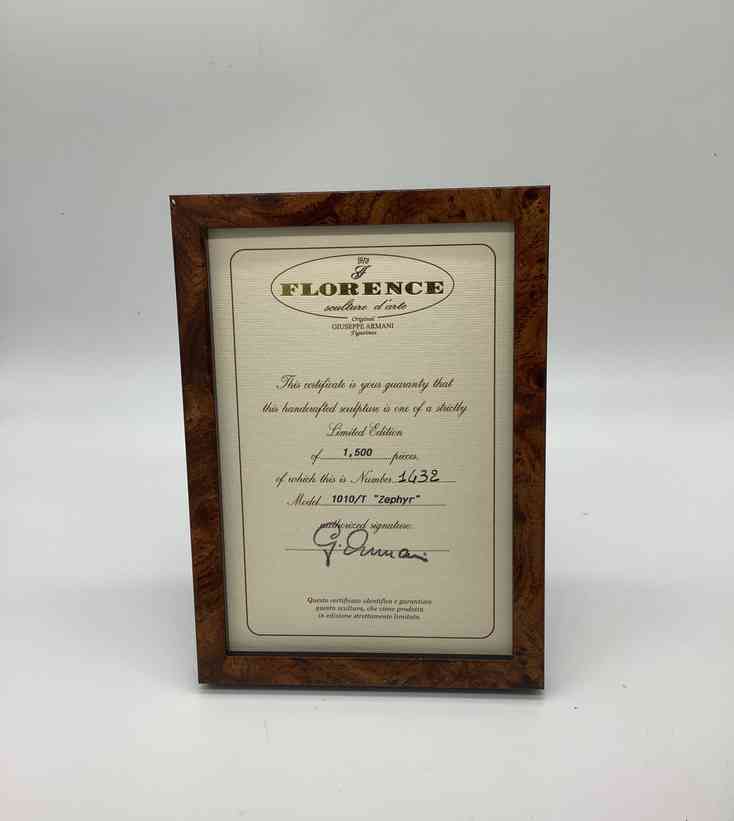 FLORENCE
sculture d'arte
Original
GIUSEPPE ARMANI
Figurines
This certificate is your guaranty that
this handcrafted sculpture is one of a strictly
Limited Edition
of 1,500 pieces.
of which this is Number 1432
Model 1010/T "Zephyr"
authorized signature.
G. Armani
Questo certificato identifica e garantisce
questa scultura, che viene prodotta
in edizione strettamente limitata.